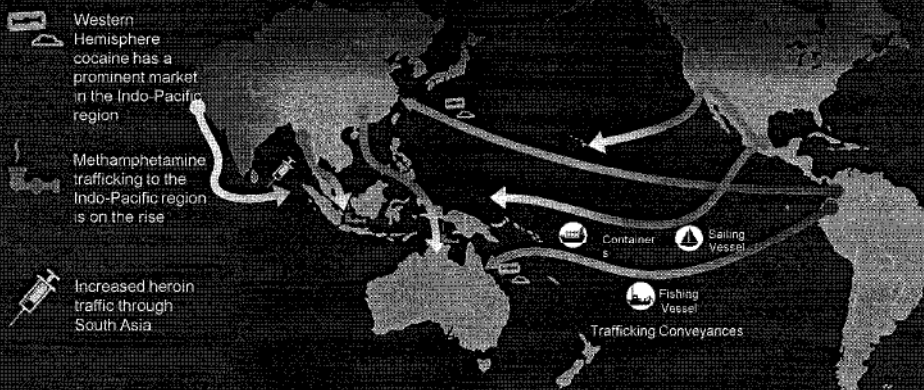 Western
Hemisphere
cocaine has a
prominent market
in the Indo-Pacific
region
Methamphetamine
trafficking to the
Indo-Pacific region
is on the rise
Increased heroin
traffic through
South Asia
Container
s
Sailing
Vessel
Fishing
Vessel
Trafficking Conveyances